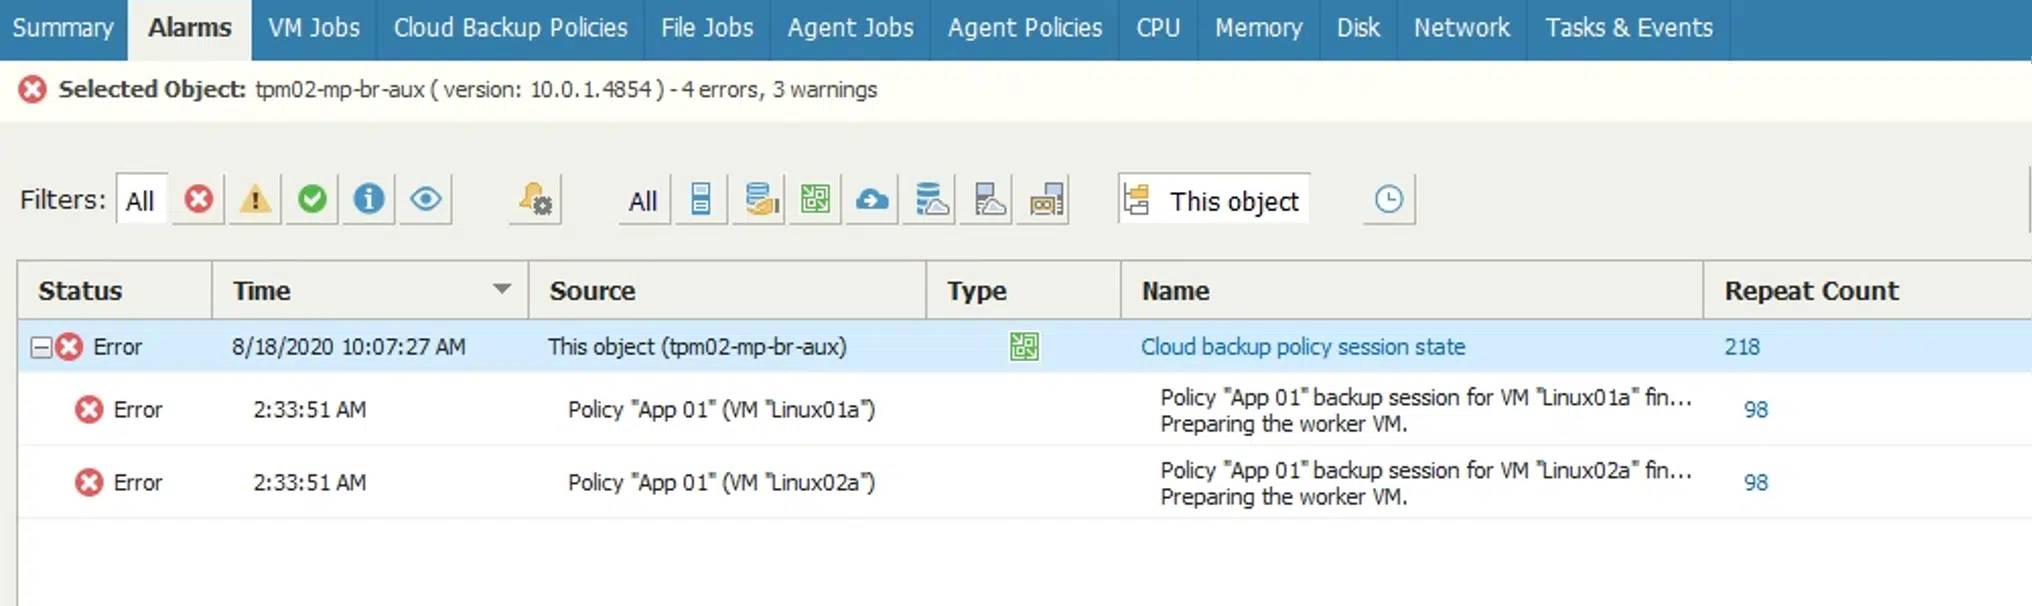 Summary Alarms VM Jobs Cloud Backup Policies File Jobs Agent Jobs Agent Policies CPU Memory Disk Network Tasks & Events
Selected Object: tpm02-mp-br-aux ( version: 10.0.1.4854 ) - 4 errors, 3 warnings
Filters: All All This object
Status Time Source Type Name Repeat Count
Error 8/18/2020 10:07:27 AM This object (tpm02-mp-br-aux) Cloud backup policy session state 218
Error 2:33:51 AM Policy "App 01" (VM "Linux01a") Policy "App 01" backup session for VM "Linux01a" fin... 98
Preparing the worker VM.
Error 2:33:51 AM Policy "App 01" (VM "Linux02a") Policy "App 01" backup session for VM "Linux02a" fin... 98
Preparing the worker VM.